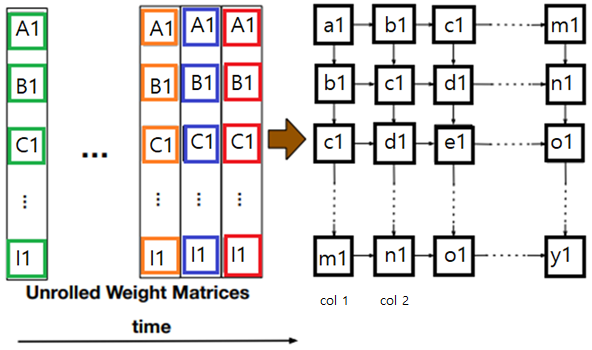 A1 A1 A1 A1 a1 b1 c1 m1
B1 B1 B1 B1 b1 c1 d1 n1
C1 C1 C1 C1 c1 d1 e1 o1
...
I1 I1 I1 I1 m1 n1 o1 y1
Unrolled Weight Matrices
col 1 col 2
time